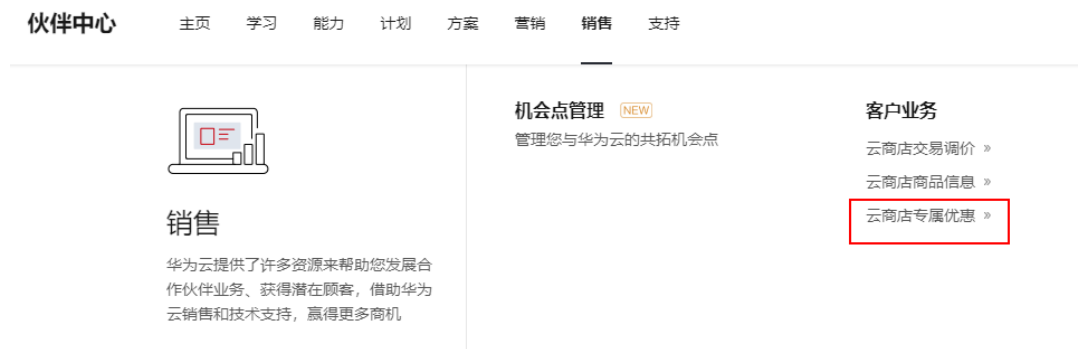 伙伴中心 主页 学习 能力 计划 方案 营销 销售 支持
销售
华为云提供了许多资源来帮助您发展合
作伙伴业务、获得潜在顾客，借助华为
云销售和技术支持，赢得更多商机
机会点管理 NEW
管理您与华为云的共拓机会点
客户业务
云商店交易调价 »
云商店商品信息 »
云商店专属优惠 »